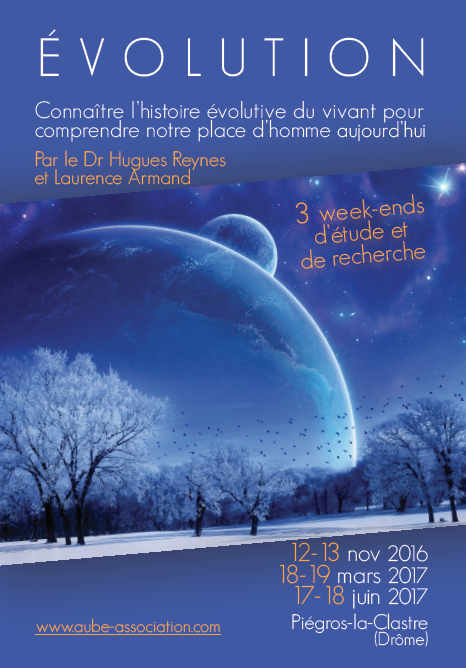 ÉVOLUTION
Connaître l'histoire évolutive du vivant pour
comprendre notre place d'homme aujourd'hui
Par le Dr Hugues Reynes
et Laurence Armand
3 week-ends
d'étude et
de recherche
12-13 nov 2016
18-19 mars 2017
17-18 juin 2017
Piégros-la-Clastre
(Drôme)
www.aube-association.com